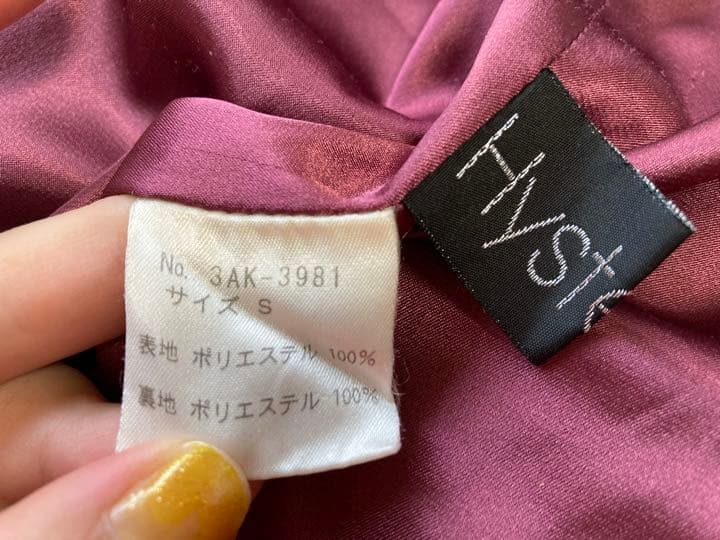 No. 3AK-3981
サイズ S
表地 ポリエステル 100%
裏地 ポリエステル 100%
Hyste